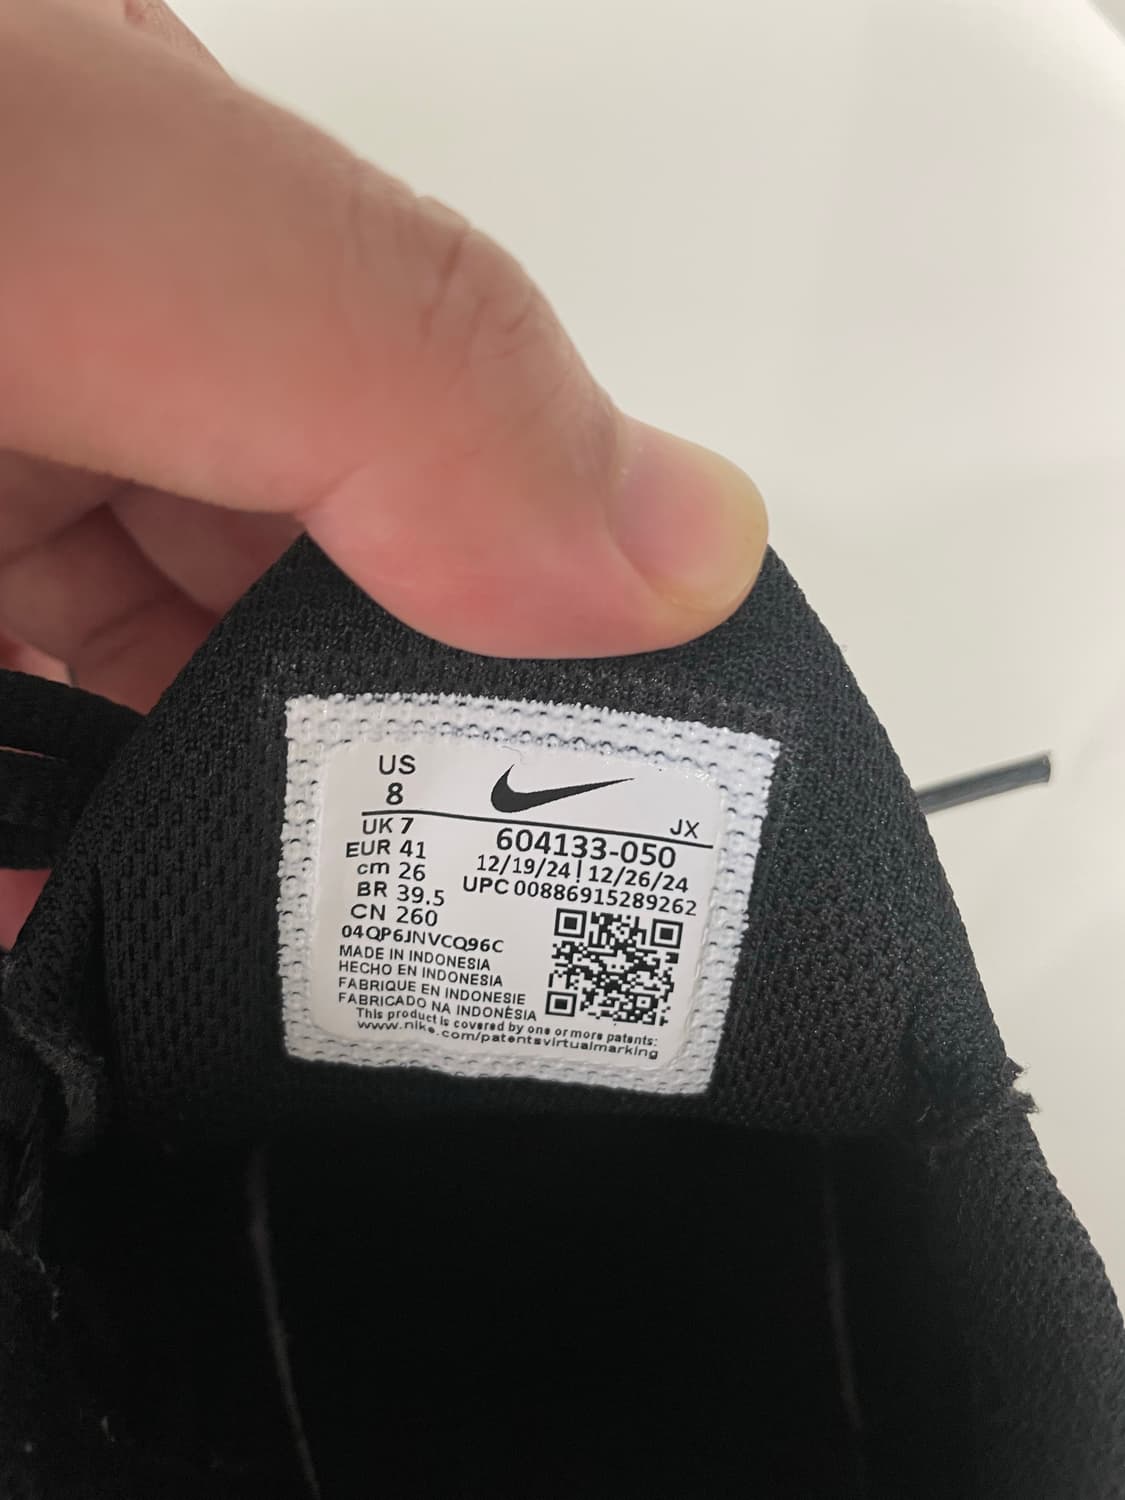 US
8
JX
UK 7
604133-050
EUR 41
12/19/24 | 12/26/24
cm 26
UPC 00886915289262
BR 39.5
CN 260
04QP6JNVCQ96C
MADE IN INDONESIA
HECHO EN INDONESIA
FABRIQUE EN INDONESIE
FABRICADO NA INDONÉSIA
This product is covered by one or more patents:
www.nike.com/patentsvirtualmarking